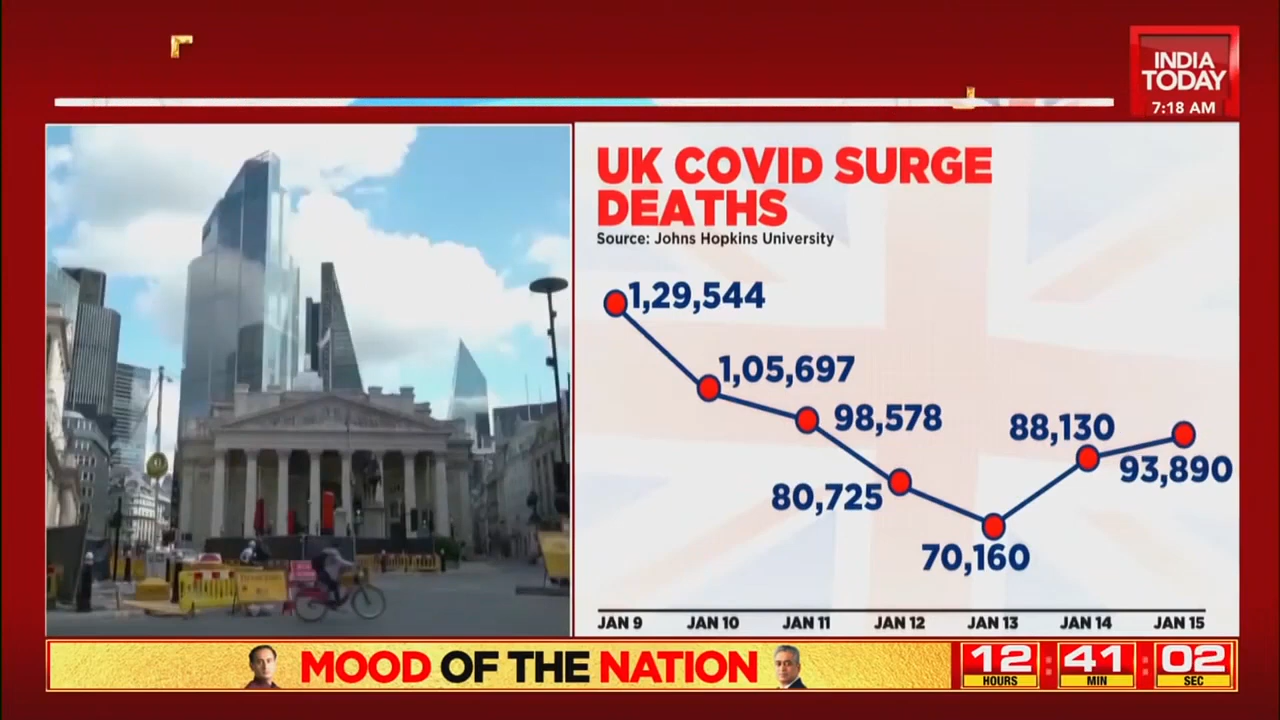 INDIA
TODAY
7:18 AM
UK COVID SURGE
DEATHS
Source: Johns Hopkins University
1,29,544
1,05,697
98,578
80,725
70,160
88,130
93,890
JAN 9 JAN 10 JAN 11 JAN 12 JAN 13 JAN 14 JAN 15
MOOD OF THE NATION
12 : 41 : 02
HOURS MIN SEC